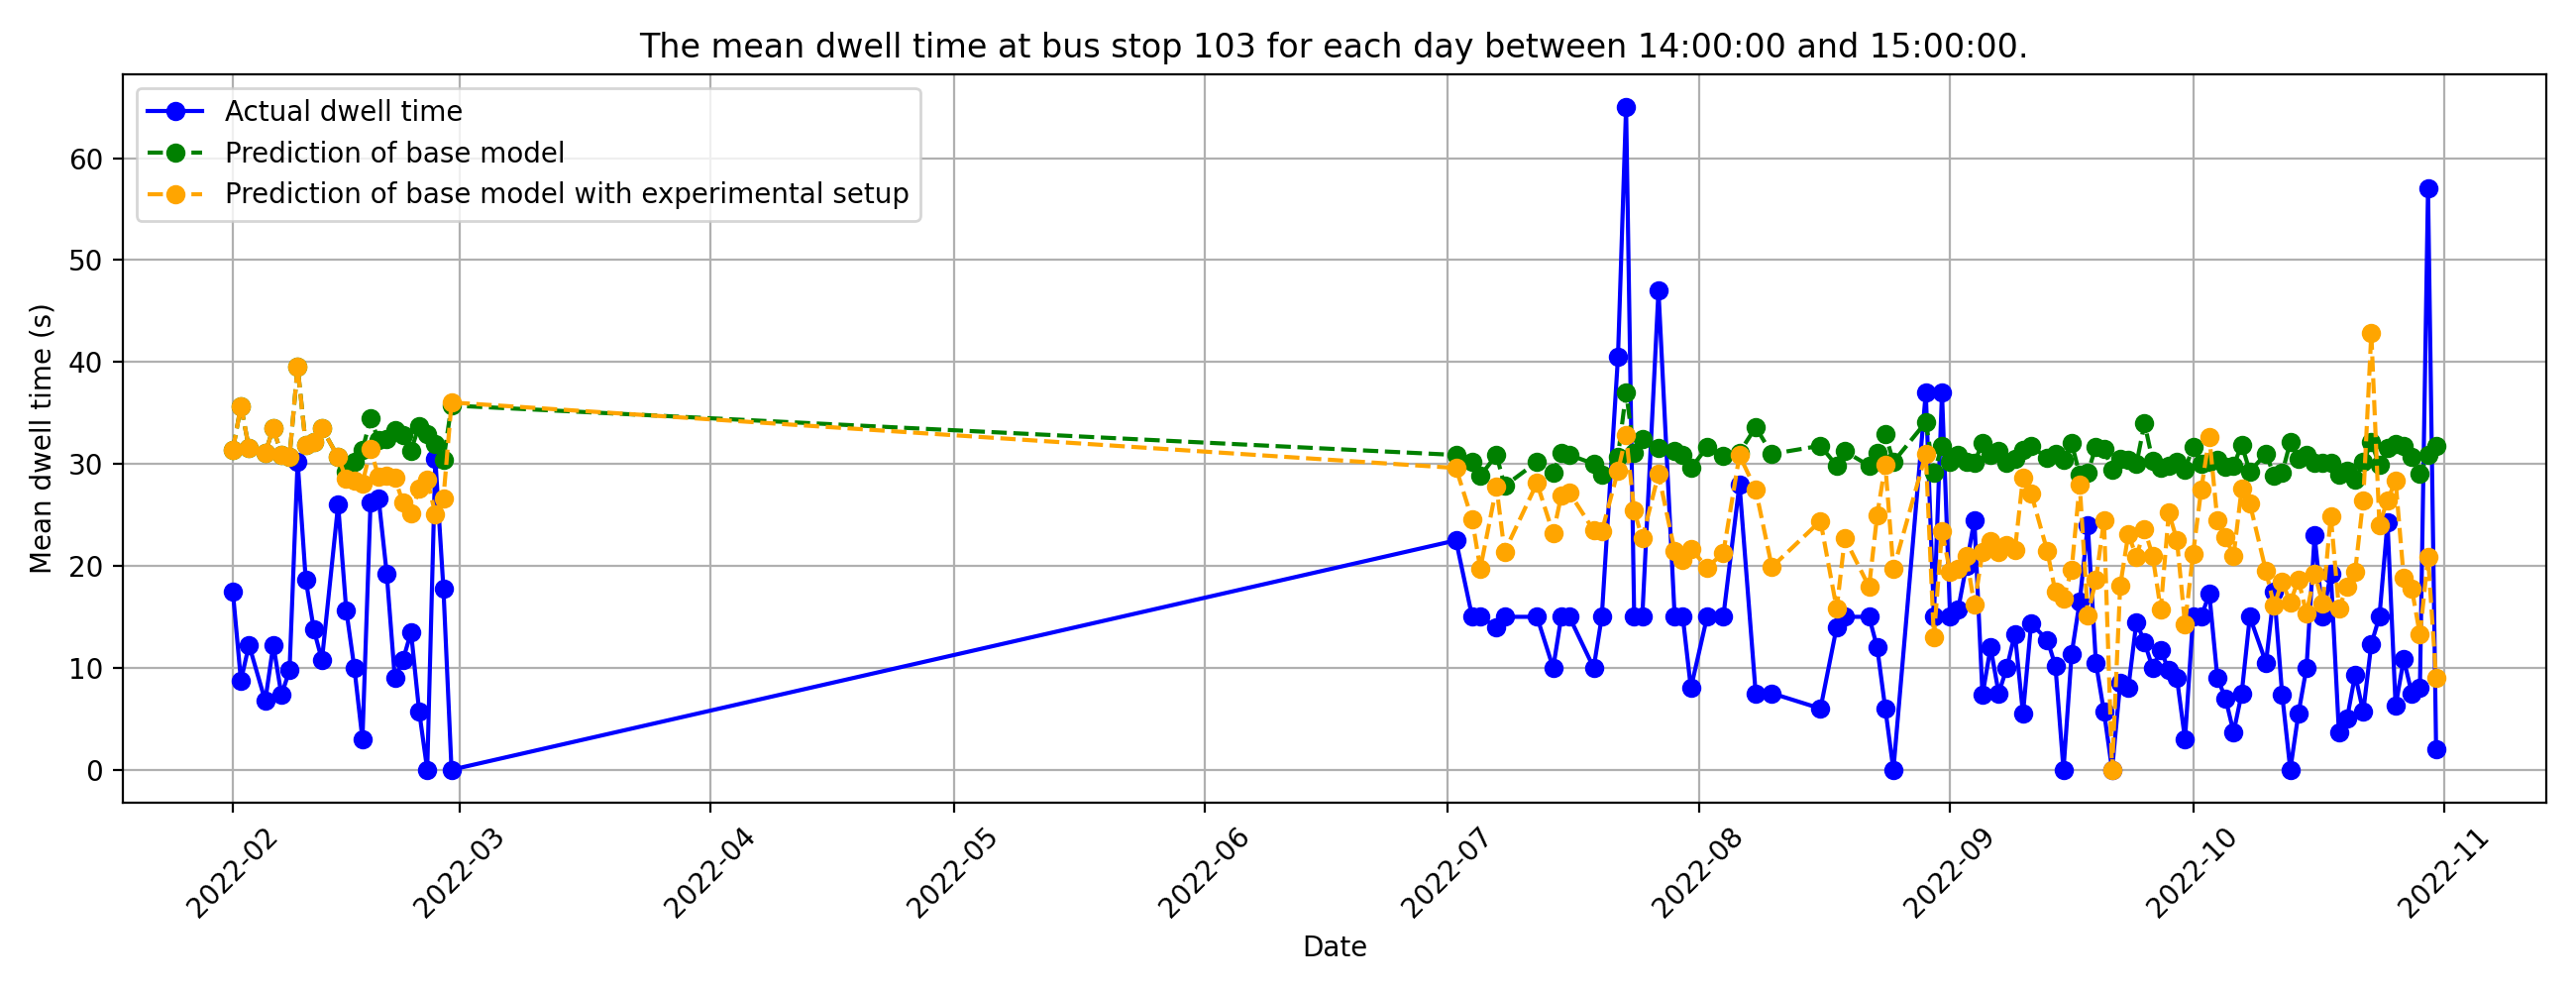 The mean dwell time at bus stop 103 for each day between 14:00:00 and 15:00:00.
Actual dwell time
Prediction of base model
Prediction of base model with experimental setup
Mean dwell time (s)
60
50
40
30
20
10
0
2022-02
2022-03
2022-04
2022-05
2022-06
2022-07
2022-08
2022-09
2022-10
2022-11
Date